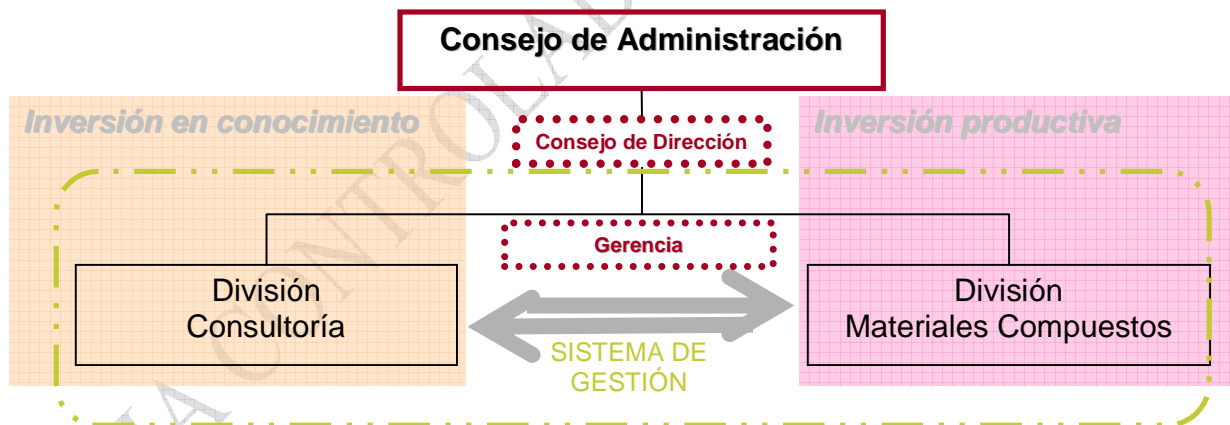 Consejo de Administración
Inversión en conocimiento
Inversión productiva
Consejo de Dirección
Gerencia
División
Consultoría
División
Materiales Compuestos
SISTEMA DE
GESTIÓN